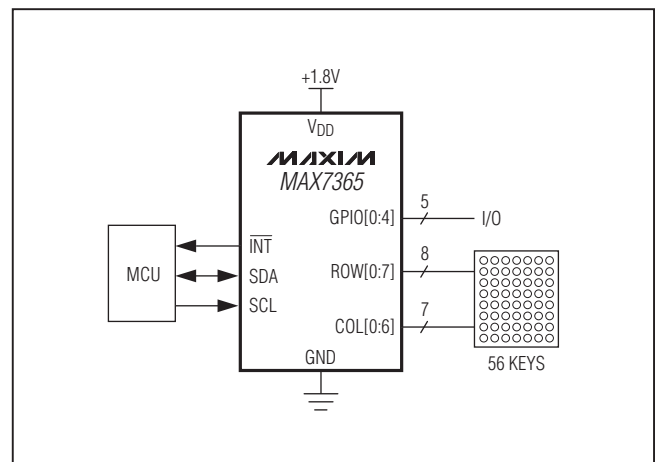 +1.8V
VDD
MAXIM
MAX7365
GPIO[0:4]
5
I/O
MCU
INT
SDA
SCL
ROW[0:7]
8
COL[0:6]
7
56 KEYS
GND